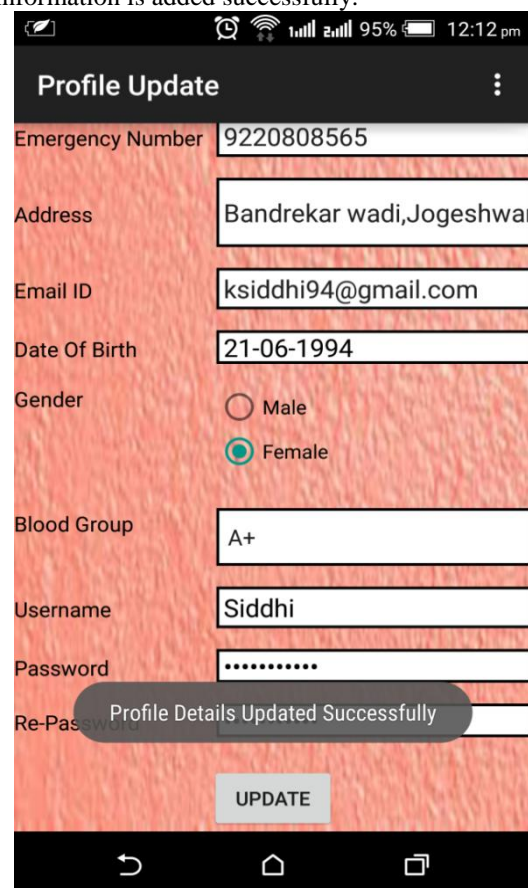 information is added successfully.
95% 12:12 pm
Profile Update
Emergency Number 9220808565
Address Bandrekar wadi,Jogeshwar
Email ID ksiddhi94@gmail.com
Date Of Birth 21-06-1994
Gender Male
Female
Blood Group A+
Username Siddhi
Password •••••••••••
Profile Details Updated Successfully
Re-Password
UPDATE